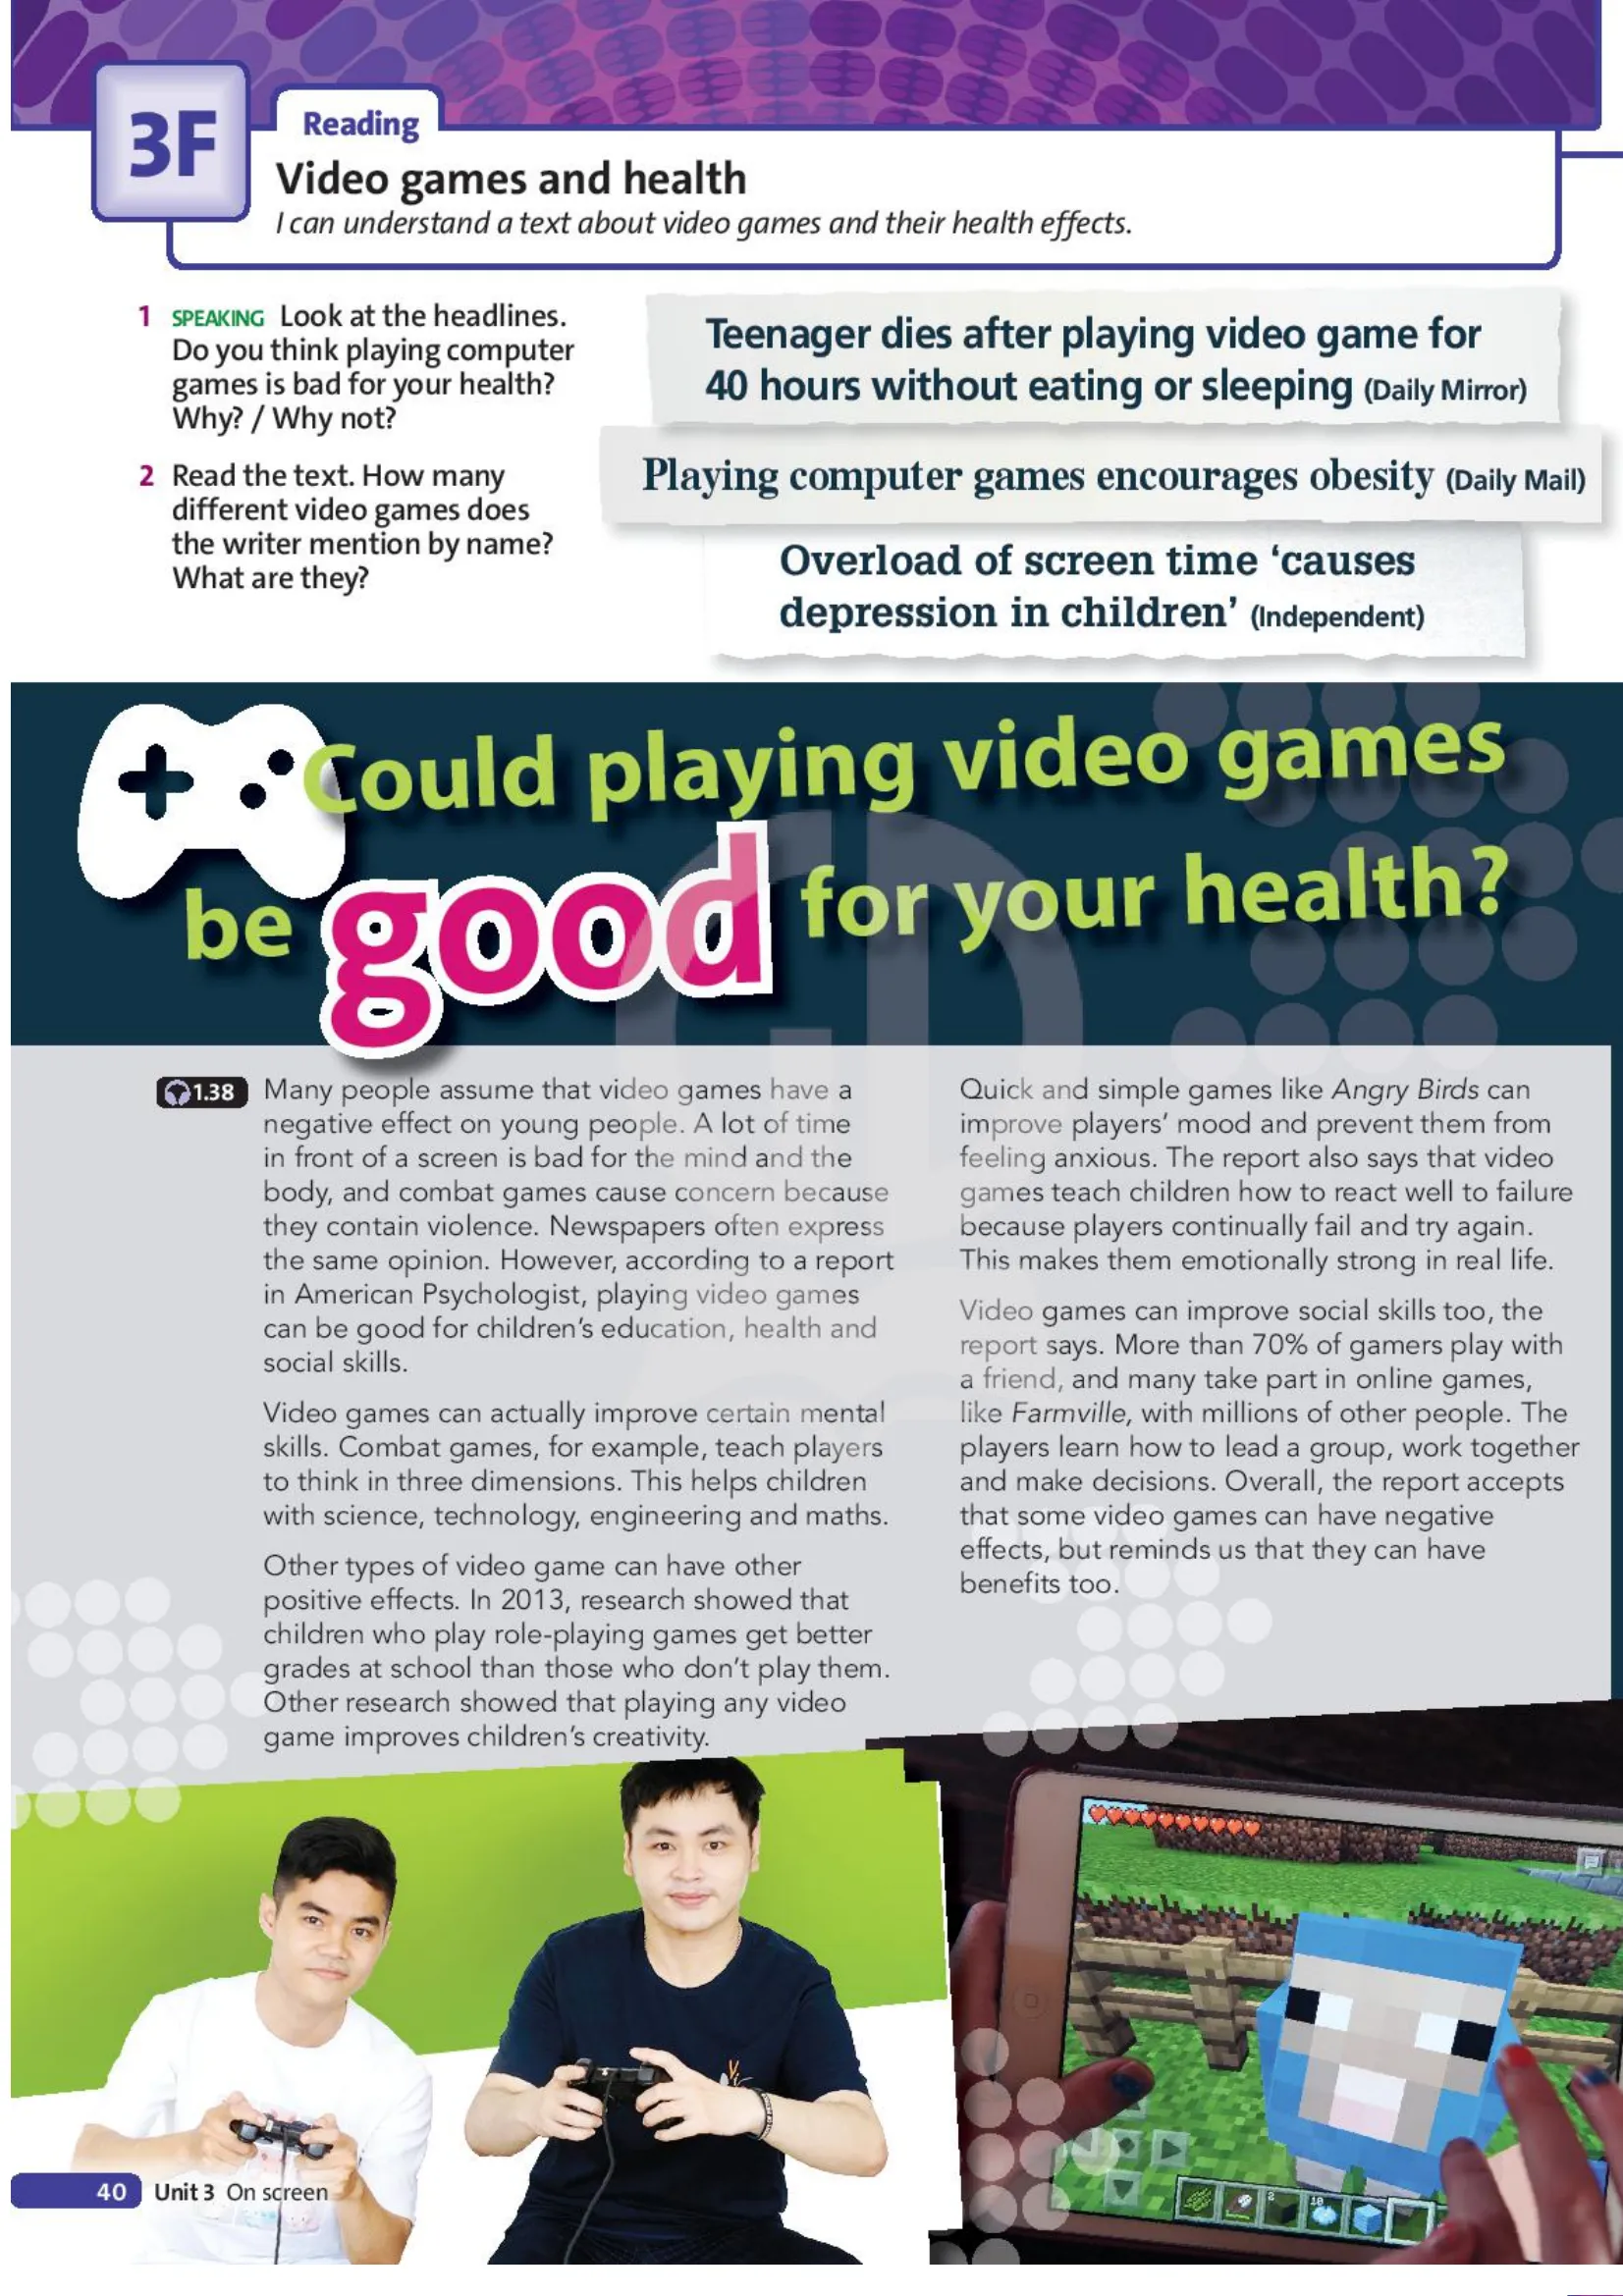 3F
Reading
Video games and health
I can understand a text about video games and their health effects.
1 SPEAKING Look at the headlines.
Do you think playing computer
games is bad for your health?
Why? / Why not?
2 Read the text. How many
different video games does
the writer mention by name?
What are they?
Teenager dies after playing video game for
40 hours without eating or sleeping (Daily Mirror)
Playing computer games encourages obesity (Daily Mail)
Overload of screen time ‘causes
depression in children’ (Independent)
Could playing video games
be good for your health?
1.38 Many people assume that video games have a
negative effect on young people. A lot of time
in front of a screen is bad for the mind and the
body, and combat games cause concern because
they contain violence. Newspapers often express
the same opinion. However, according to a report
in American Psychologist, playing video games
can be good for children’s education, health and
social skills.
Video games can actually improve certain mental
skills. Combat games, for example, teach players
to think in three dimensions. This helps children
with science, technology, engineering and maths.
Other types of video game can have other
positive effects. In 2013, research showed that
children who play role-playing games get better
grades at school than those who don’t play them.
Other research showed that playing any video
game improves children’s creativity.
Quick and simple games like Angry Birds can
improve players’ mood and prevent them from
feeling anxious. The report also says that video
games teach children how to react well to failure
because players continually fail and try again.
This makes them emotionally strong in real life.
Video games can improve social skills too, the
report says. More than 70% of gamers play with
a friend, and many take part in online games,
like Farmville, with millions of other people. The
players learn how to lead a group, work together
and make decisions. Overall, the report accepts
that some video games can have negative
effects, but reminds us that they can have
benefits too.
40 Unit 3 On screen